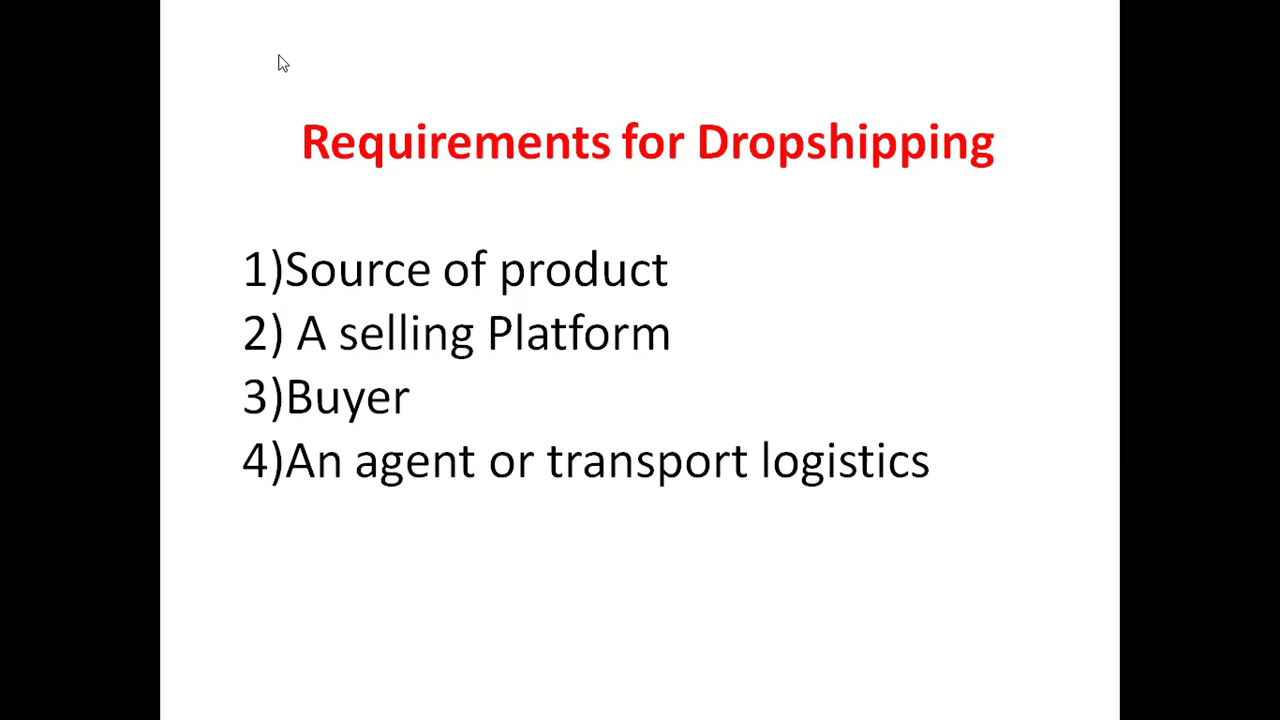 Requirements for Dropshipping
1)Source of product
2) A selling Platform
3)Buyer
4)An agent or transport logistics